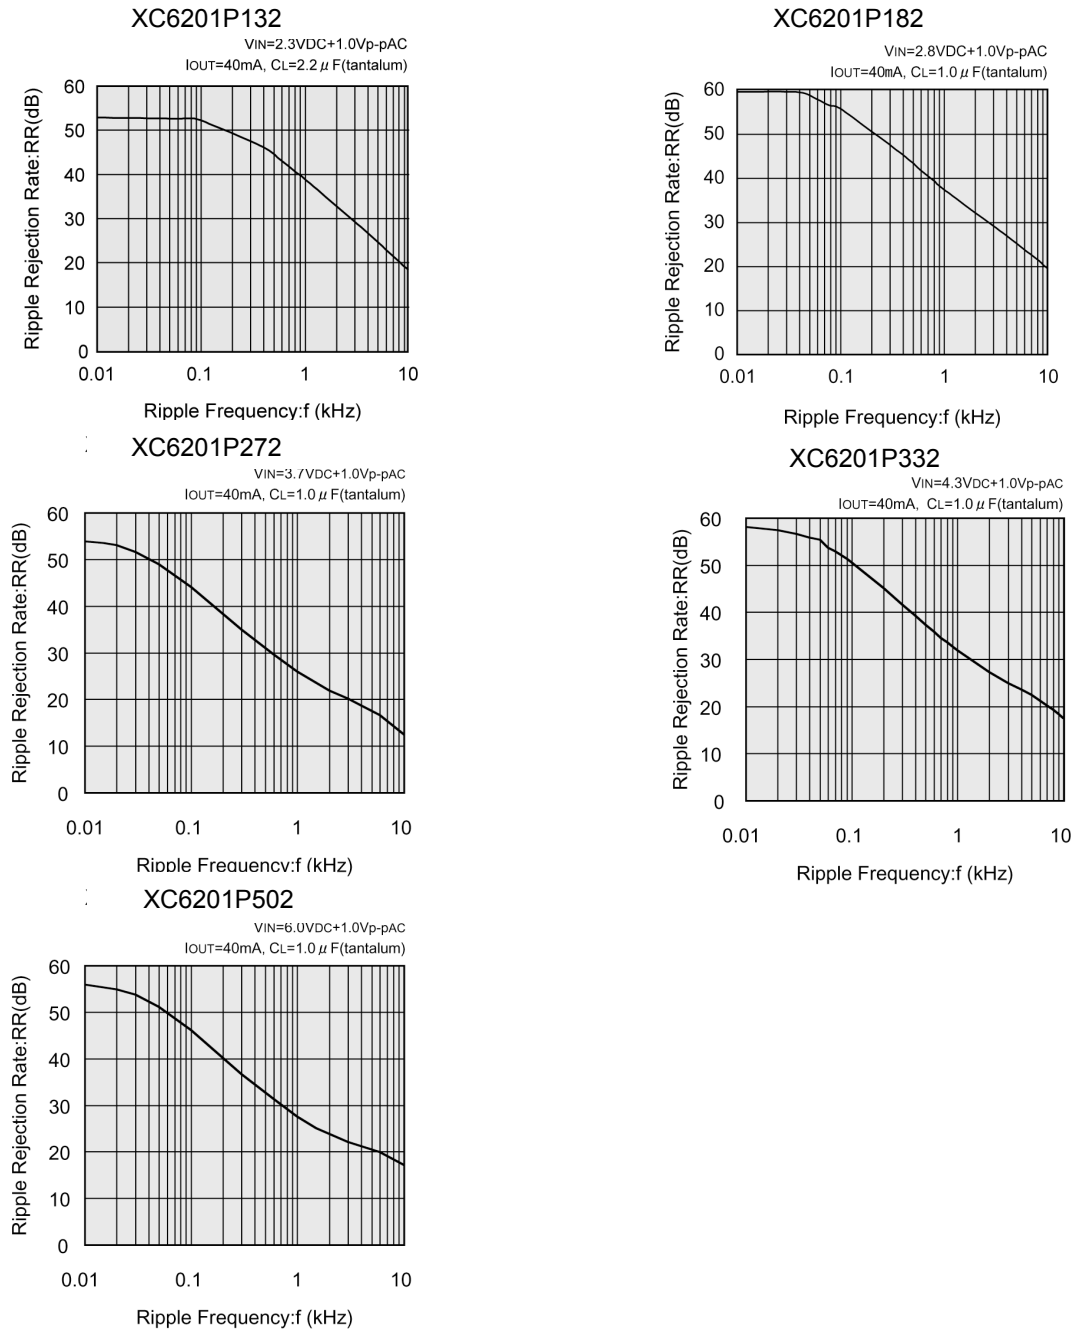 XC6201P132
VIN=2.3VDC+1.0Vp-pAC
IOUT=40mA, CL=2.2μF(tantalum)
Ripple Rejection Rate:RR(dB)
60
50
40
30
20
10
0
0.01 0.1 1 10
Ripple Frequency:f (kHz)
XC6201P182
VIN=2.8VDC+1.0Vp-pAC
IOUT=40mA, CL=1.0μF(tantalum)
Ripple Rejection Rate:RR(dB)
60
50
40
30
20
10
0
0.01 0.1 1 10
Ripple Frequency:f (kHz)
XC6201P272
VIN=3.7VDC+1.0Vp-pAC
IOUT=40mA, CL=1.0μF(tantalum)
Ripple Rejection Rate:RR(dB)
60
50
40
30
20
10
0
0.01 0.1 1 10
Ripple Frequency:f (kHz)
XC6201P332
VIN=4.3VDC+1.0Vp-pAC
IOUT=40mA, CL=1.0μF(tantalum)
Ripple Rejection Rate:RR(dB)
60
50
40
30
20
10
0
0.01 0.1 1 10
Ripple Frequency:f (kHz)
XC6201P502
VIN=6.0VDC+1.0Vp-pAC
IOUT=40mA, CL=1.0μF(tantalum)
Ripple Rejection Rate:RR(dB)
60
50
40
30
20
10
0
0.01 0.1 1 10
Ripple Frequency:f (kHz)